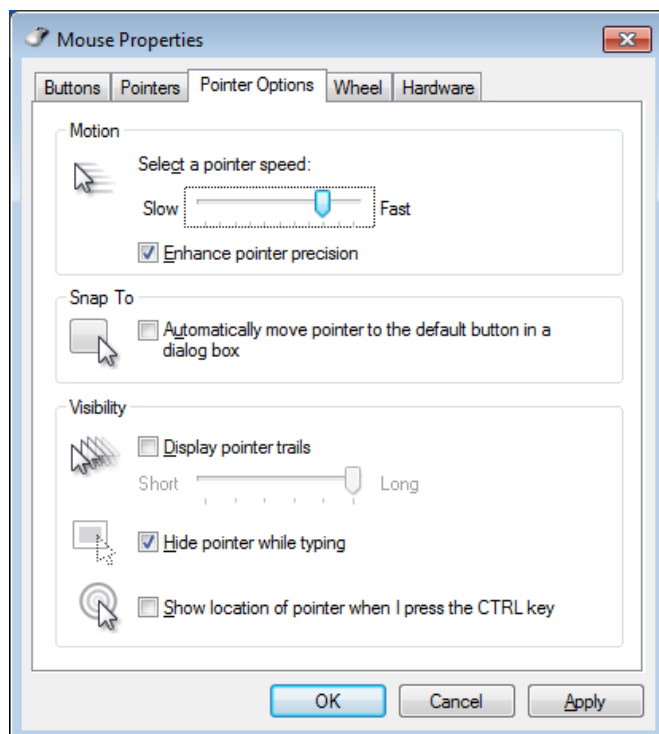 Mouse Properties
Buttons Pointers Pointer Options Wheel Hardware
Motion
Select a pointer speed:
Slow Fast
Enhance pointer precision
Snap To
Automatically move pointer to the default button in a
dialog box
Visibility
Display pointer trails
Short Long
Hide pointer while typing
Show location of pointer when I press the CTRL key
OK Cancel Apply